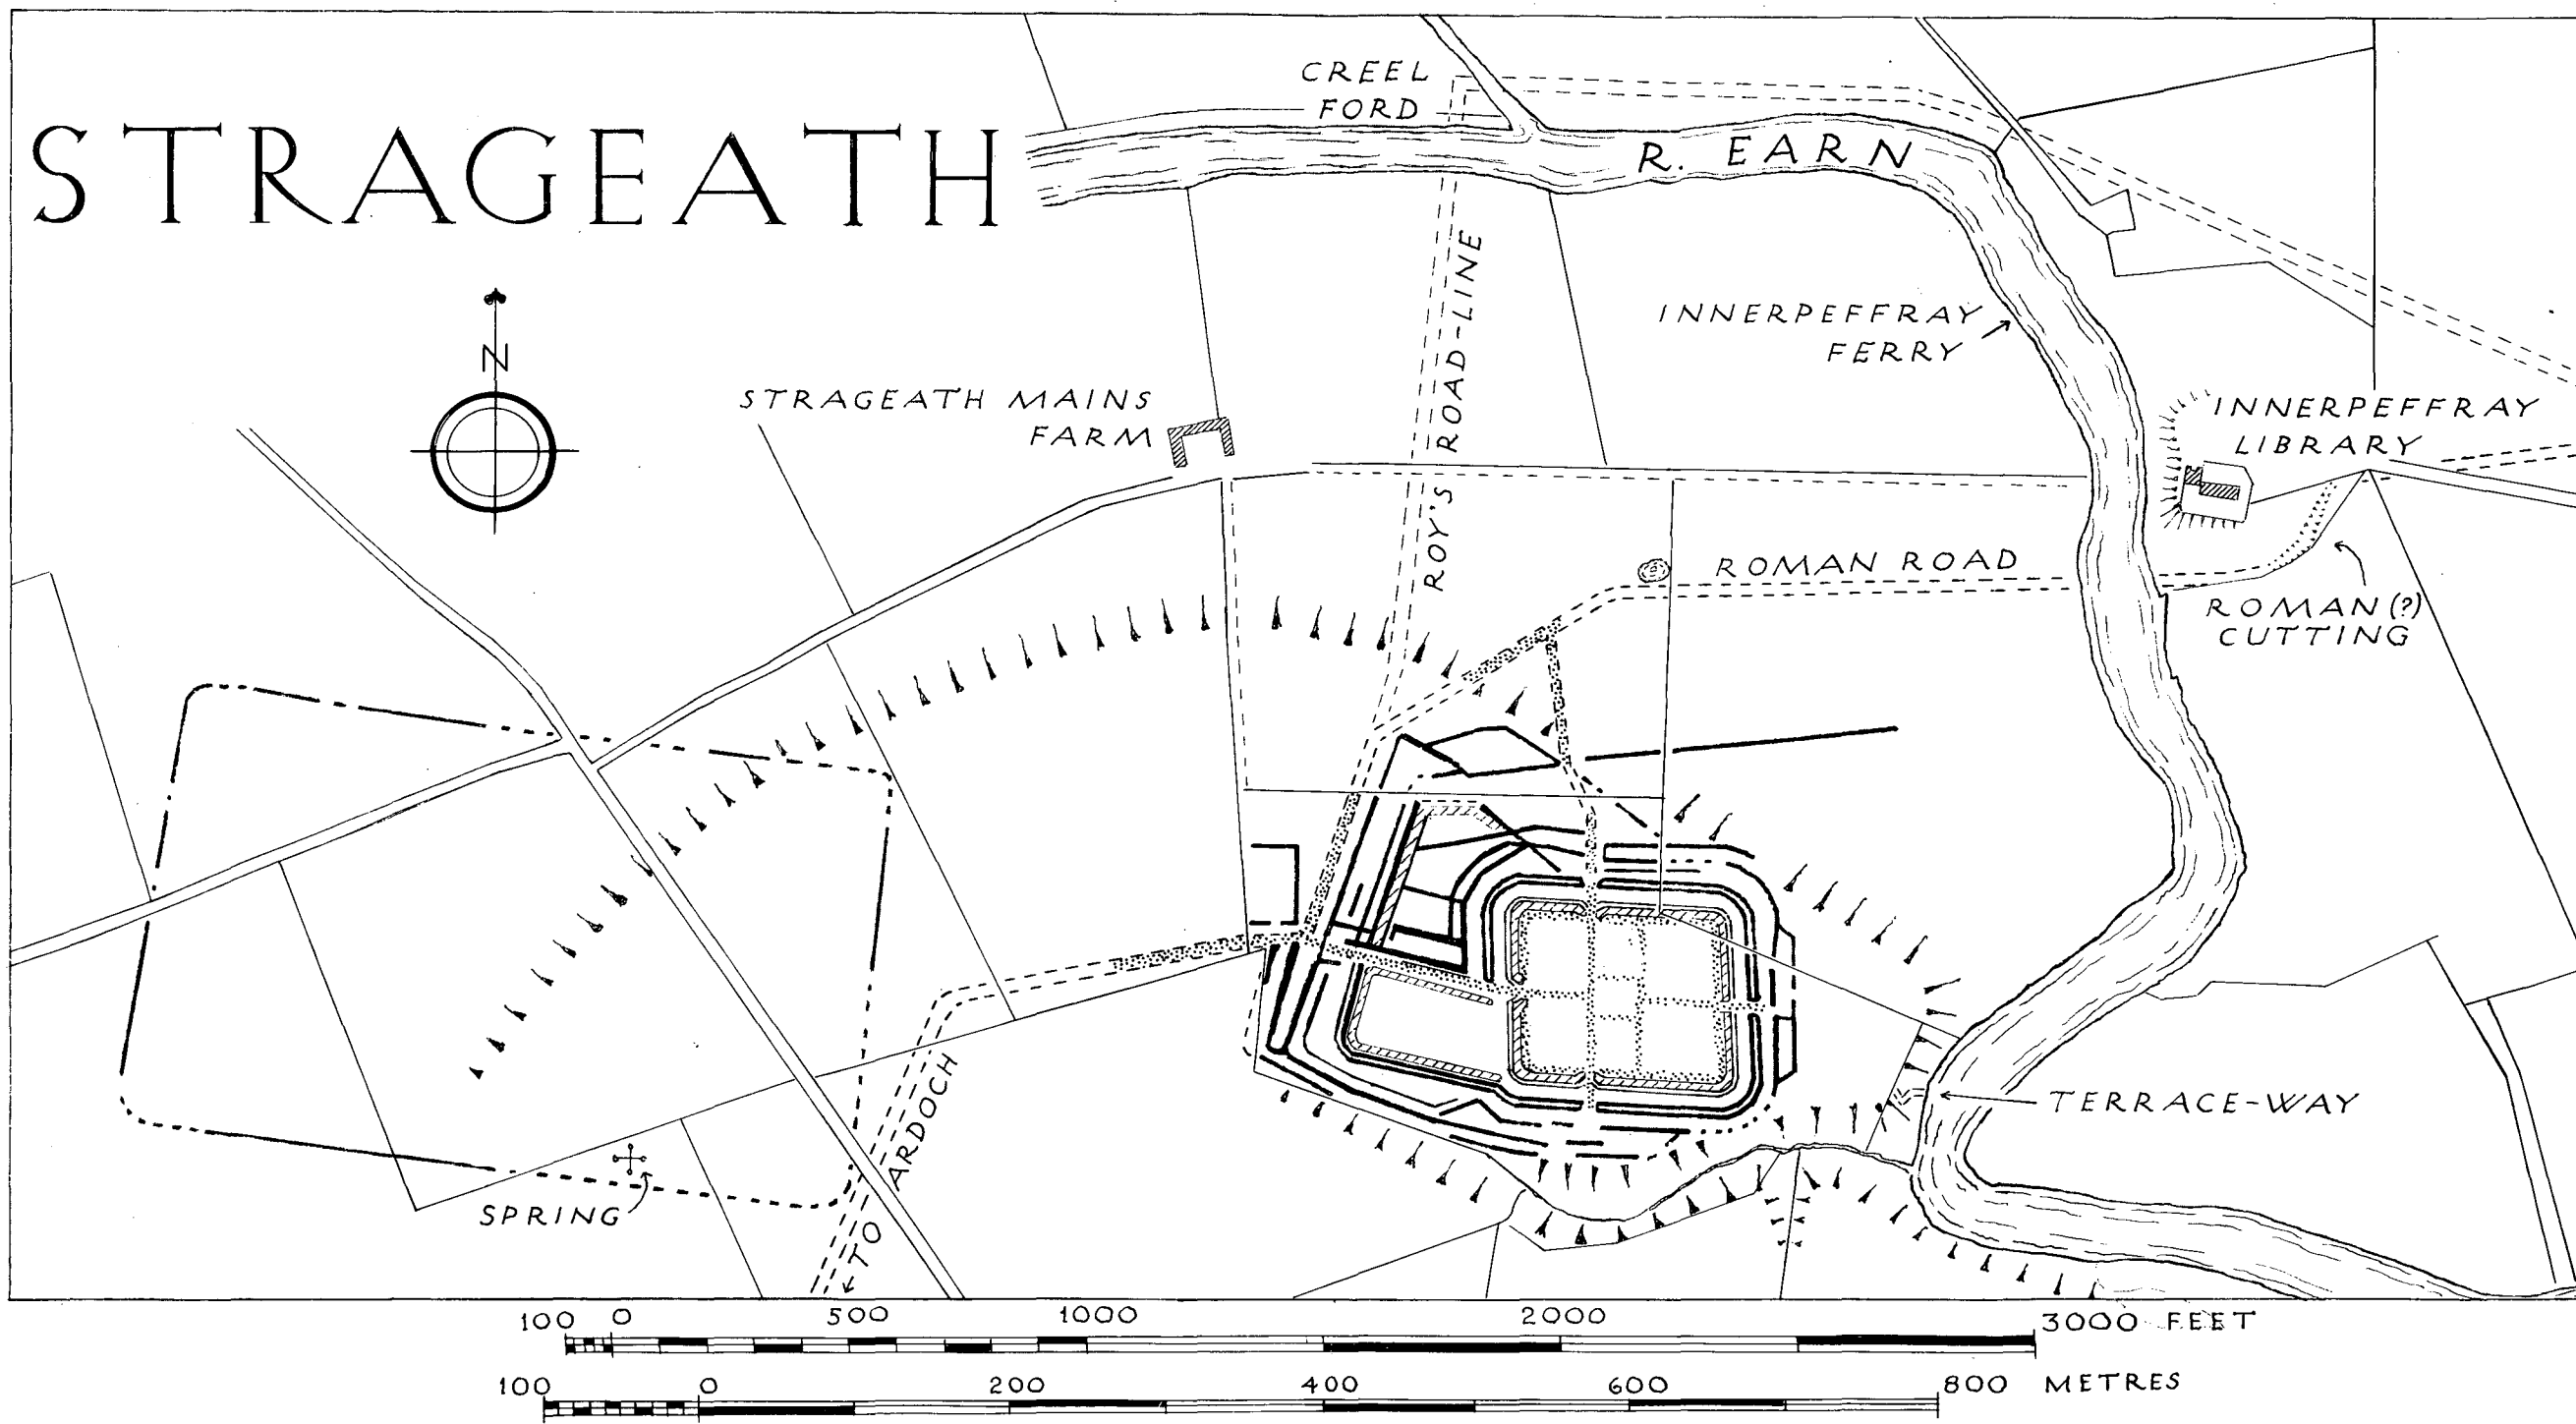 STRAGEATH
CREEL
FORD
R. EARN
N
ROY'S ROAD-LINE
INNERPEFFRAY
FERRY
STRAGEATH MAINS
FARM
INNERPEFFRAY
LIBRARY
ROMAN ROAD
ROMAN (?)
CUTTING
TO ARDOCH
TERRACE-WAY
SPRING
100 0 500 1000 2000 3000 FEET
100 0 200 400 600 800 METRES